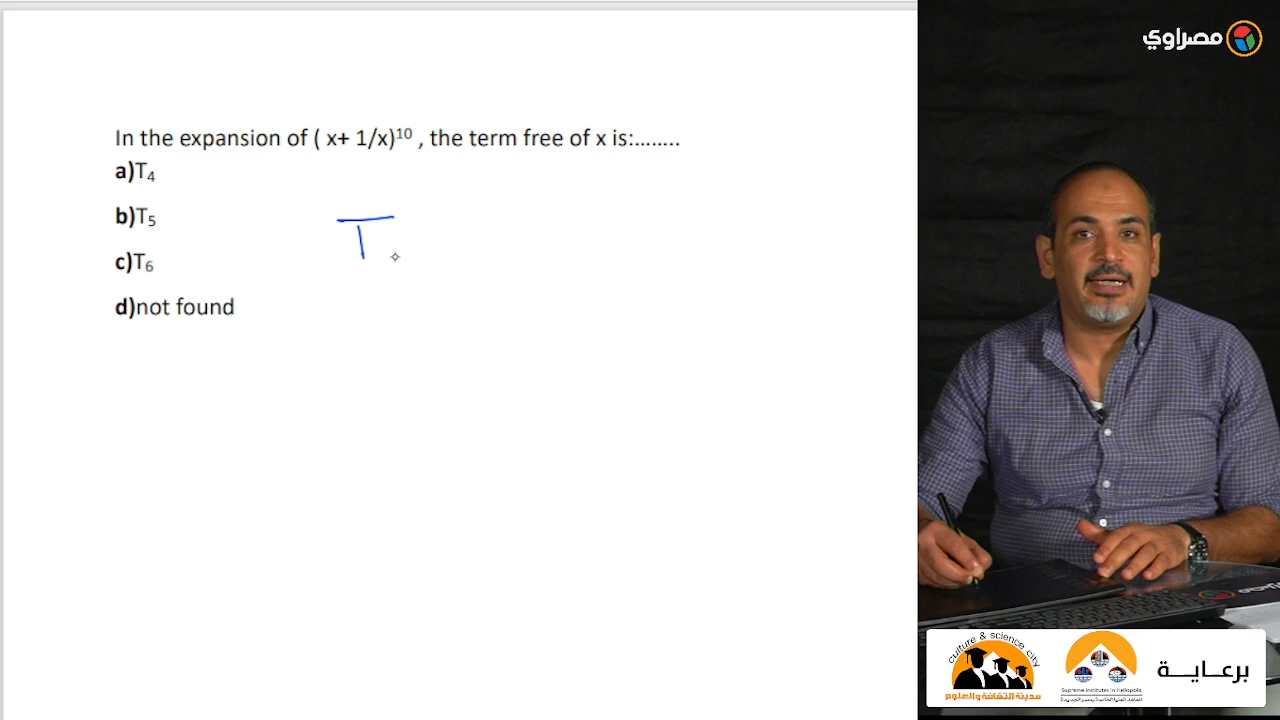 In the expansion of ( x+ 1/x)¹⁰ , the term free of x is:........
a)T₄
b)T₅
c)T₆
d)not found
T
مصراوي
culture & science city
مدينة الثقافة والعلوم
Supreme Institutes in Heliopolis
برعايـــة